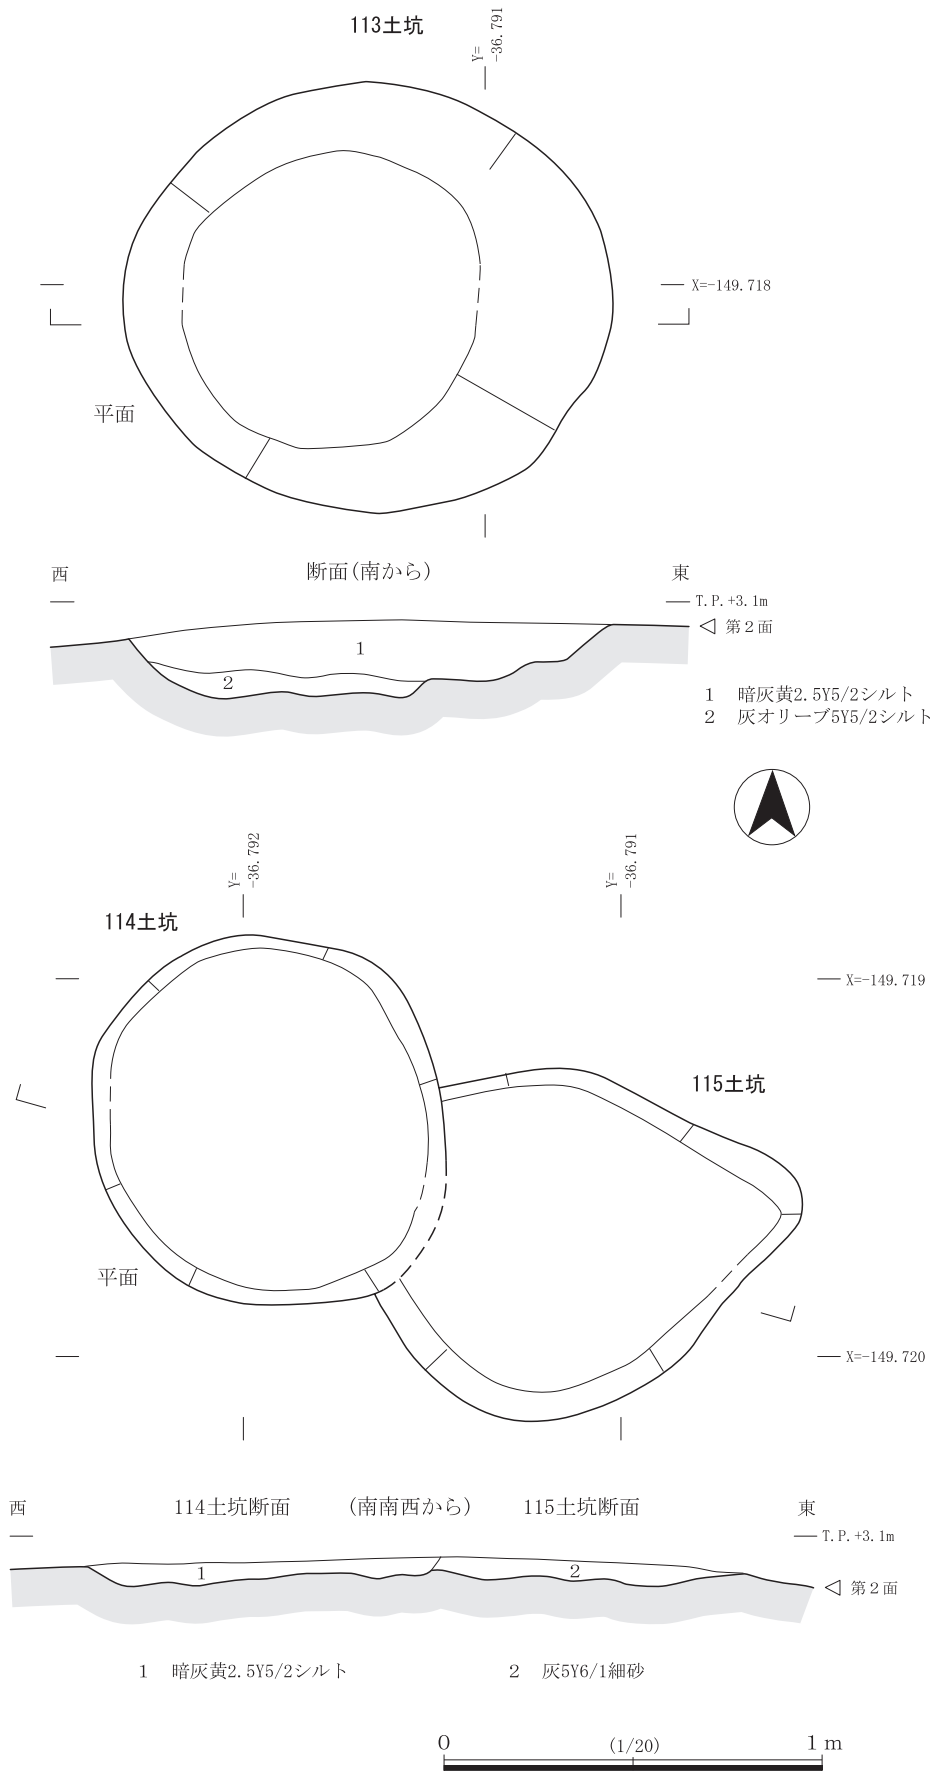 113土坑
Y=
-36.791
X=-149.718
平面
西
断面(南から)
東
T.P.+3.1m
第2面
1
2
1 暗灰黄2.5Y5/2シルト
2 灰オリーブ5Y5/2シルト
Y=
-36.792
Y=
-36.791
114土坑
X=-149.719
115土坑
平面
X=-149.720
西
114土坑断面 (南南西から) 115土坑断面
東
T.P.+3.1m
1
2
第2面
1 暗灰黄2.5Y5/2シルト
2 灰5Y6/1細砂
0 (1/20) 1m